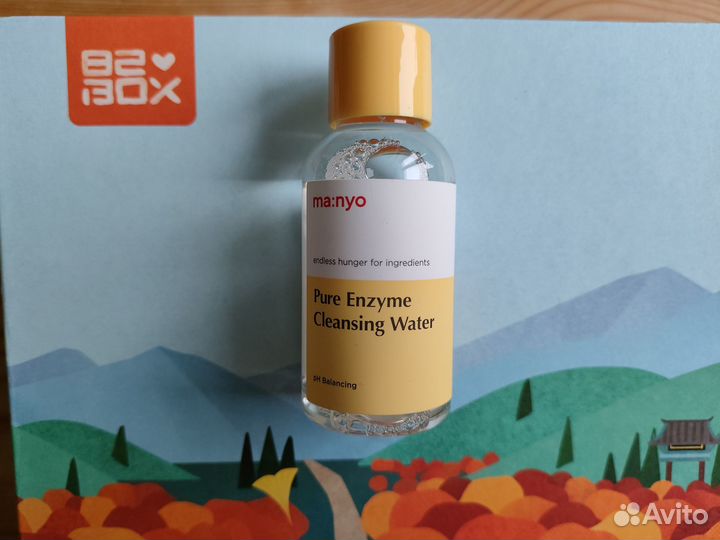 82
BOX
ma:nyo
endless hunger for ingredients
Pure Enzyme
Cleansing Water
pH Balancing
Avito